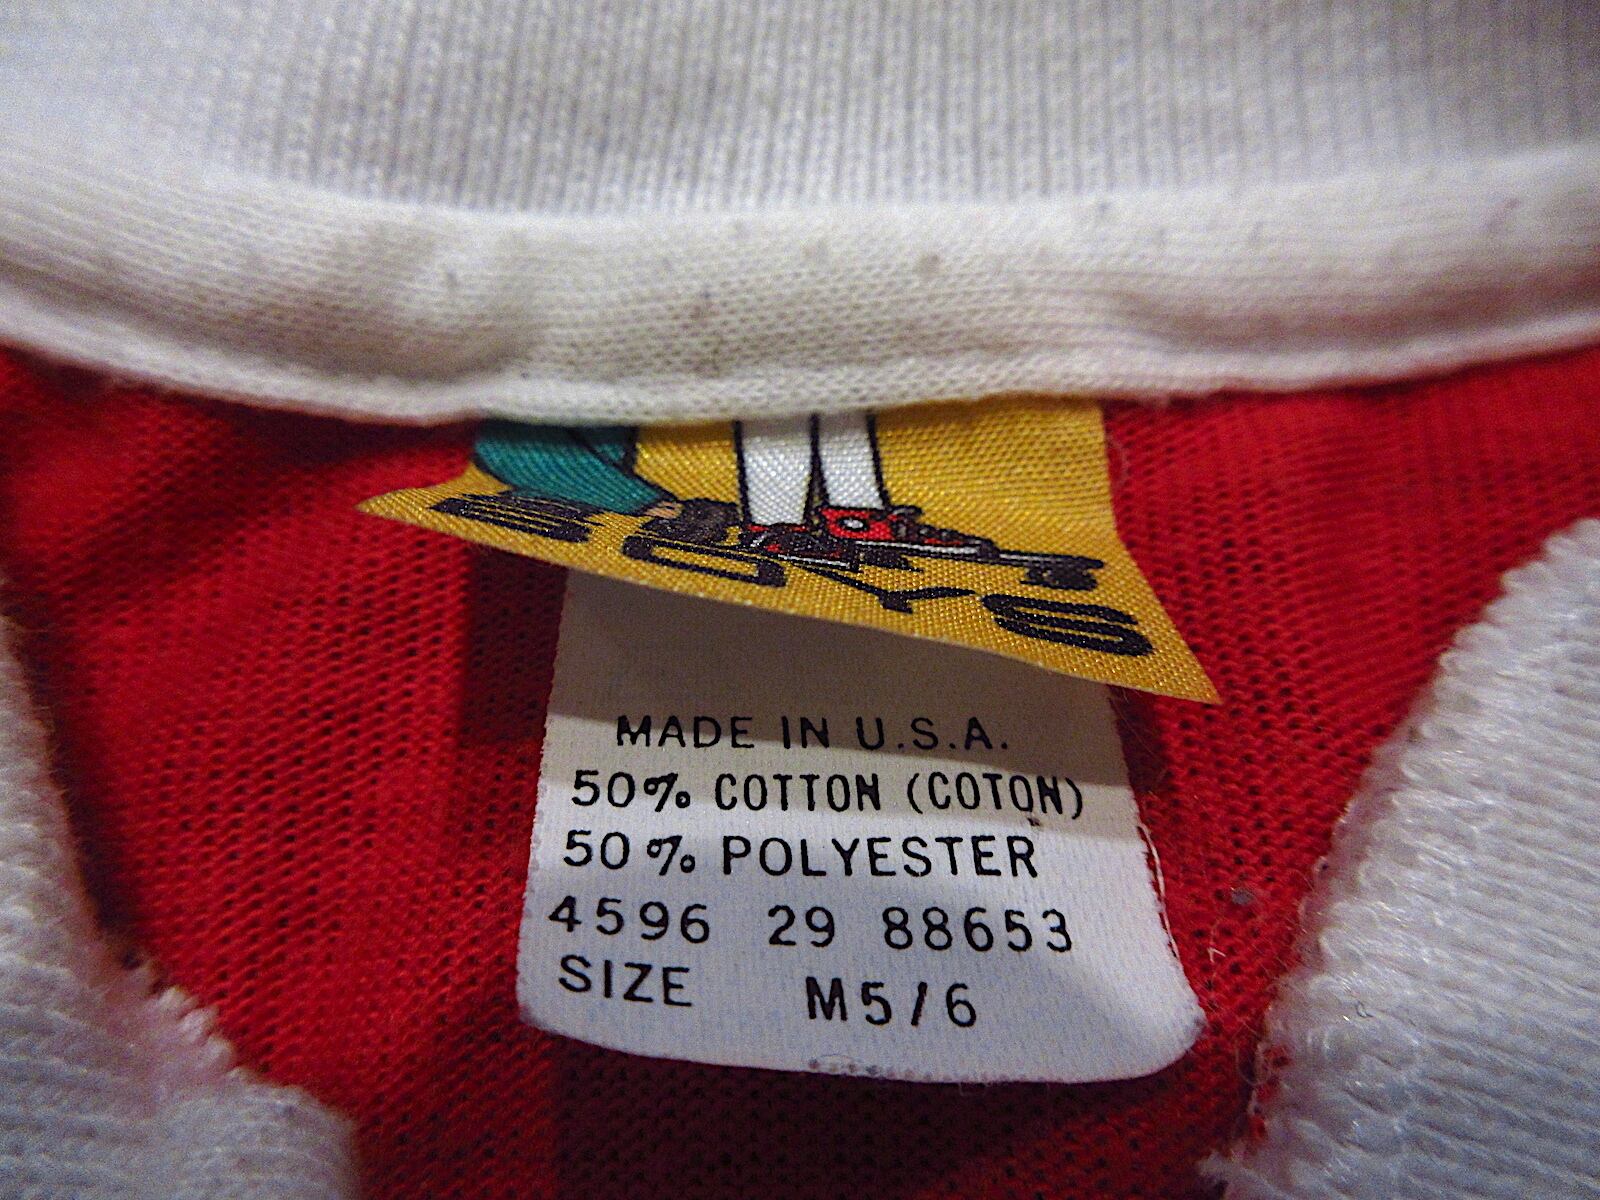 BOYS
MADE IN U.S.A.
50% COTTON (COTON)
50% POLYESTER
4596 29 88653
SIZE M5/6